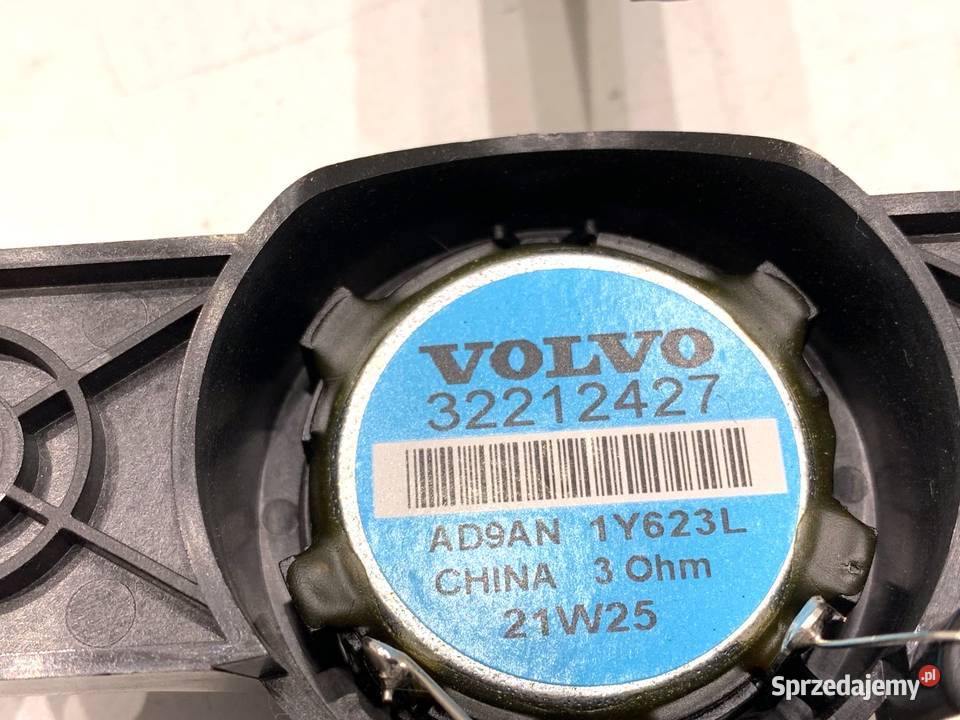 VOLVO
32212427
AD9AN 1Y623L
CHINA 3 Ohm
21W25
Sprzedajemy.pl